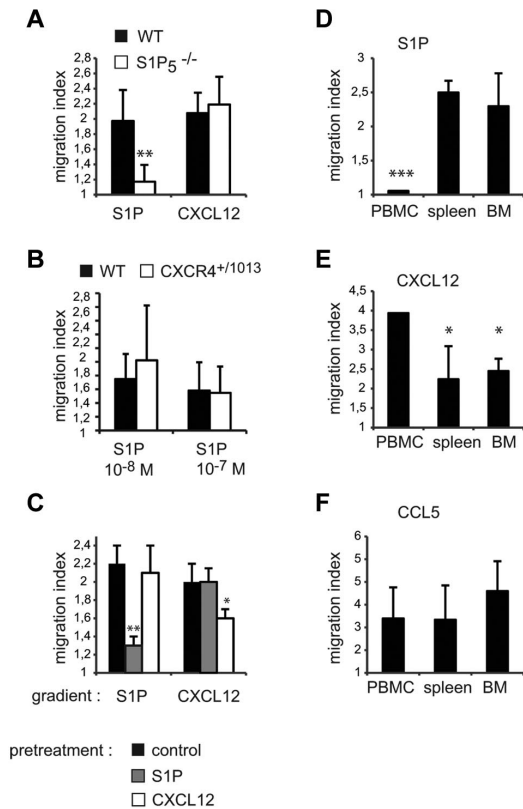 A
WT
S1P5 -/-
migration index
2,8
2,6
2,4
2,2
2
1,8
1,6
1,4
1,2
1
**
S1P CXCL12
B
WT CXCR4+/1013
migration index
2,8
2,6
2,4
2,2
2
1,8
1,6
1,4
1,2
1
S1P S1P
10-8 M 10-7 M
C
migration index
2,4
2,2
2
1,8
1,6
1,4
1,2
1
** *
gradient : S1P CXCL12
pretreatment : control
S1P
CXCL12
D
S1P
migration index
3
2,5
2
1,5
1
***
PBMC spleen BM
E
CXCL12
migration index
4,5
4
3,5
3
2,5
2
1,5
1
* *
PBMC spleen BM
F
CCL5
migration index
6
5
4
3
2
1
PBMC spleen BM